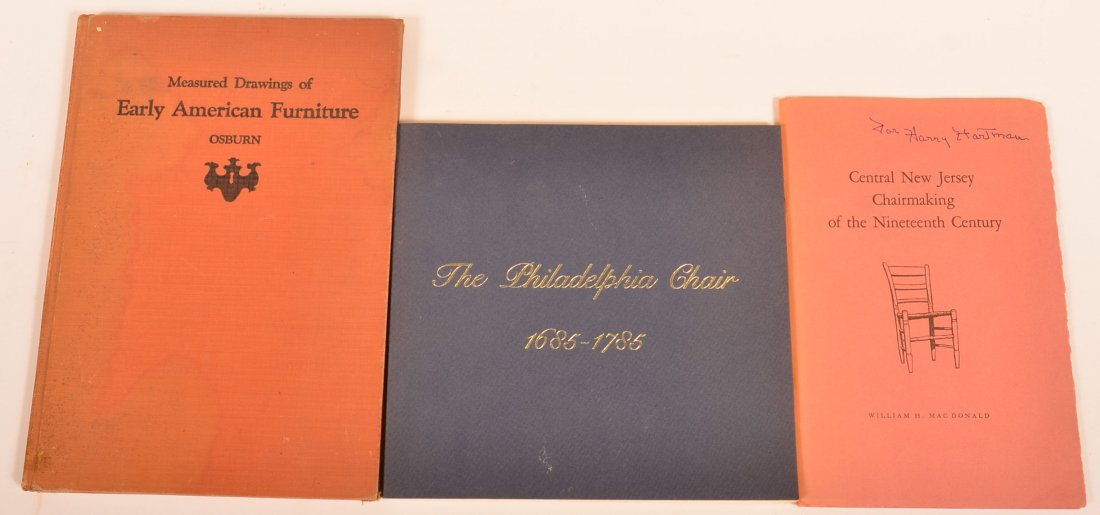 Measured Drawings of
Early American Furniture
OSBURN
The Philadelphia Chair
1685-1785
For Harry Hartman
Central New Jersey
Chairmaking
of the Nineteenth Century
WILLIAM H. MAC DONALD